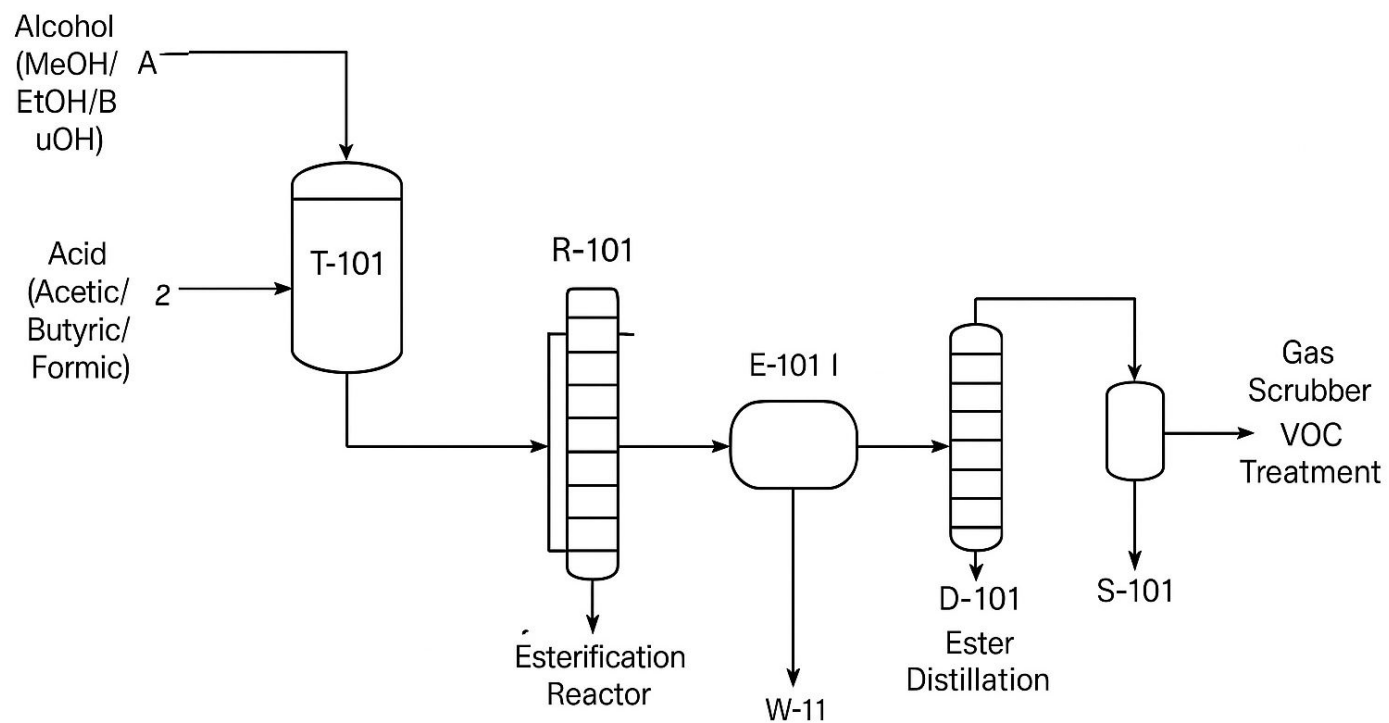 Alcohol
(MeOH/ A
EtOH/B
uOH)
T-101
Acid
(Acetic/ 2
Butyric/
Formic)
R-101
Esterification
Reactor
E-101 I
W-11
D-101
Ester
Distillation
S-101
Gas
Scrubber
VOC
Treatment